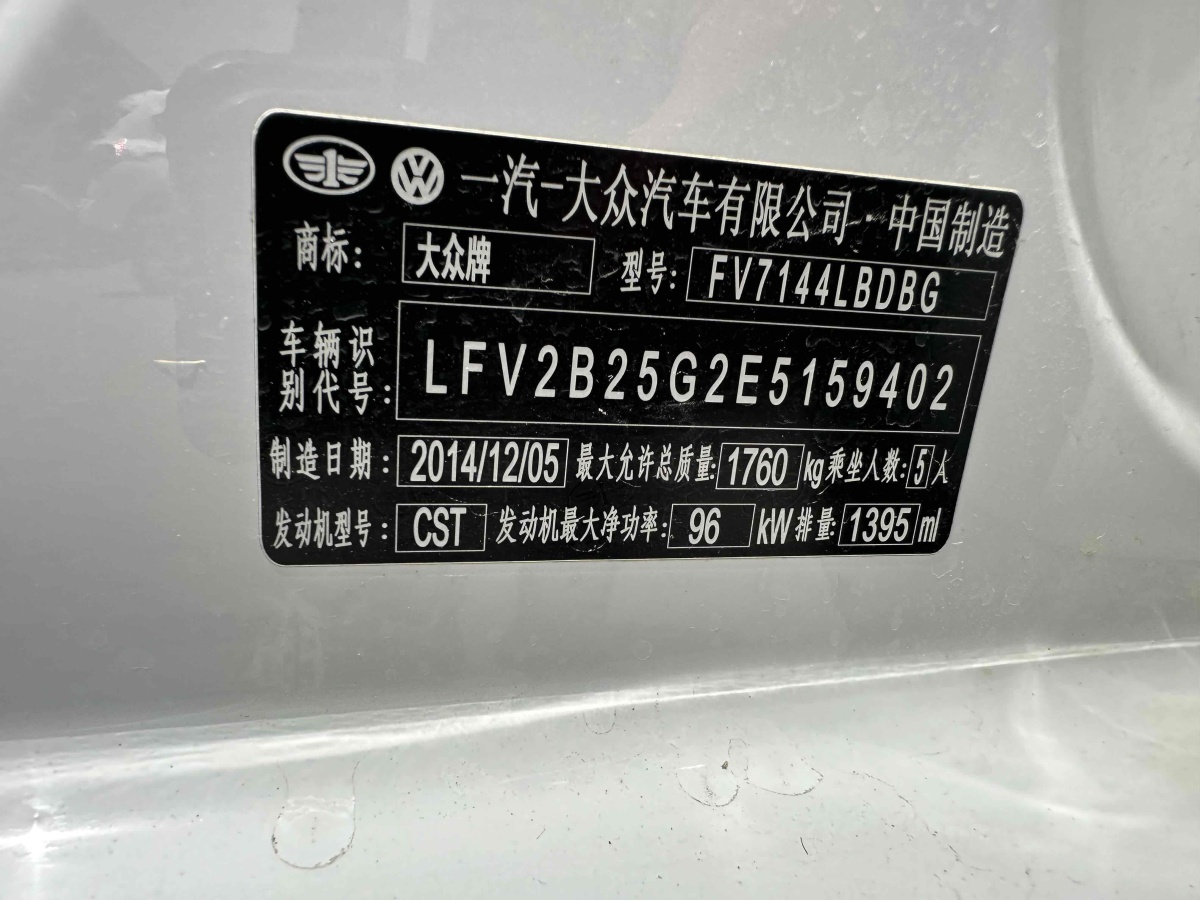 一汽-大众汽车有限公司·中国制造
商标: 大众牌 型号: FV7144LBDBG
车辆识别代号: LFV2B25G2E5159402
制造日期: 2014/12/05 最大允许总质量: 1760 kg 乘坐人数: 5 人
发动机型号: CST 发动机最大净功率: 96 kW 排量: 1395 ml